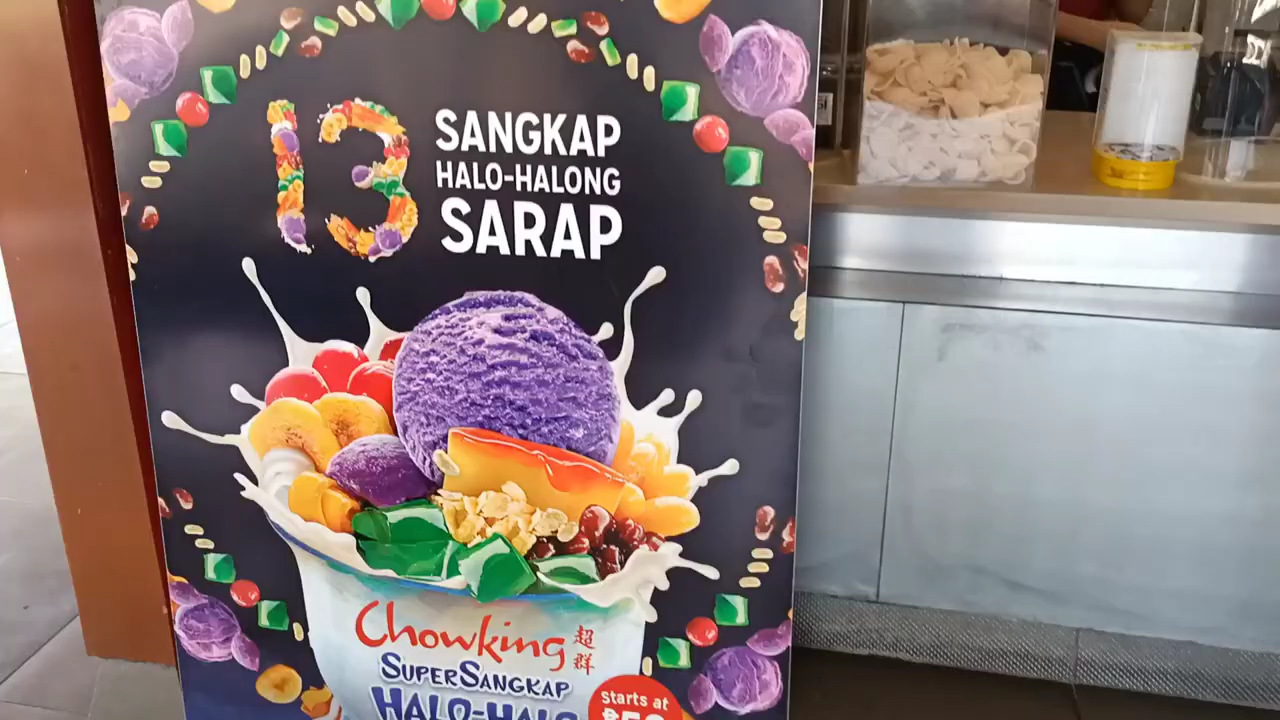 13
SANGKAP
HALO-HALONG
SARAP
Chowking
超
群
SUPERSANGKAP
HALO-HALO
Starts at